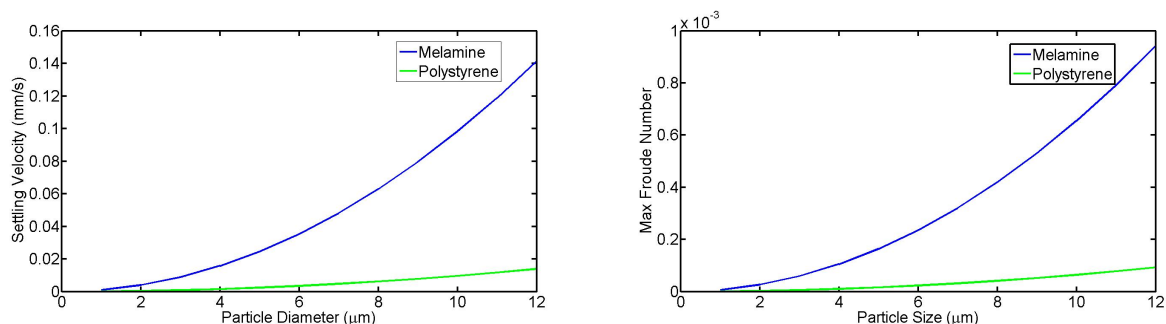 0.16
0.14
0.12
0.1
0.08
0.06
0.04
0.02
0
Settling Velocity (mm/s)
Melamine
Polystyrene
0 2 4 6 8 10 12
Particle Diameter (μm)
1 x 10⁻³
0.8
0.6
0.4
0.2
0
Max Froude Number
Melamine
Polystyrene
0 2 4 6 8 10 12
Particle Size (μm)